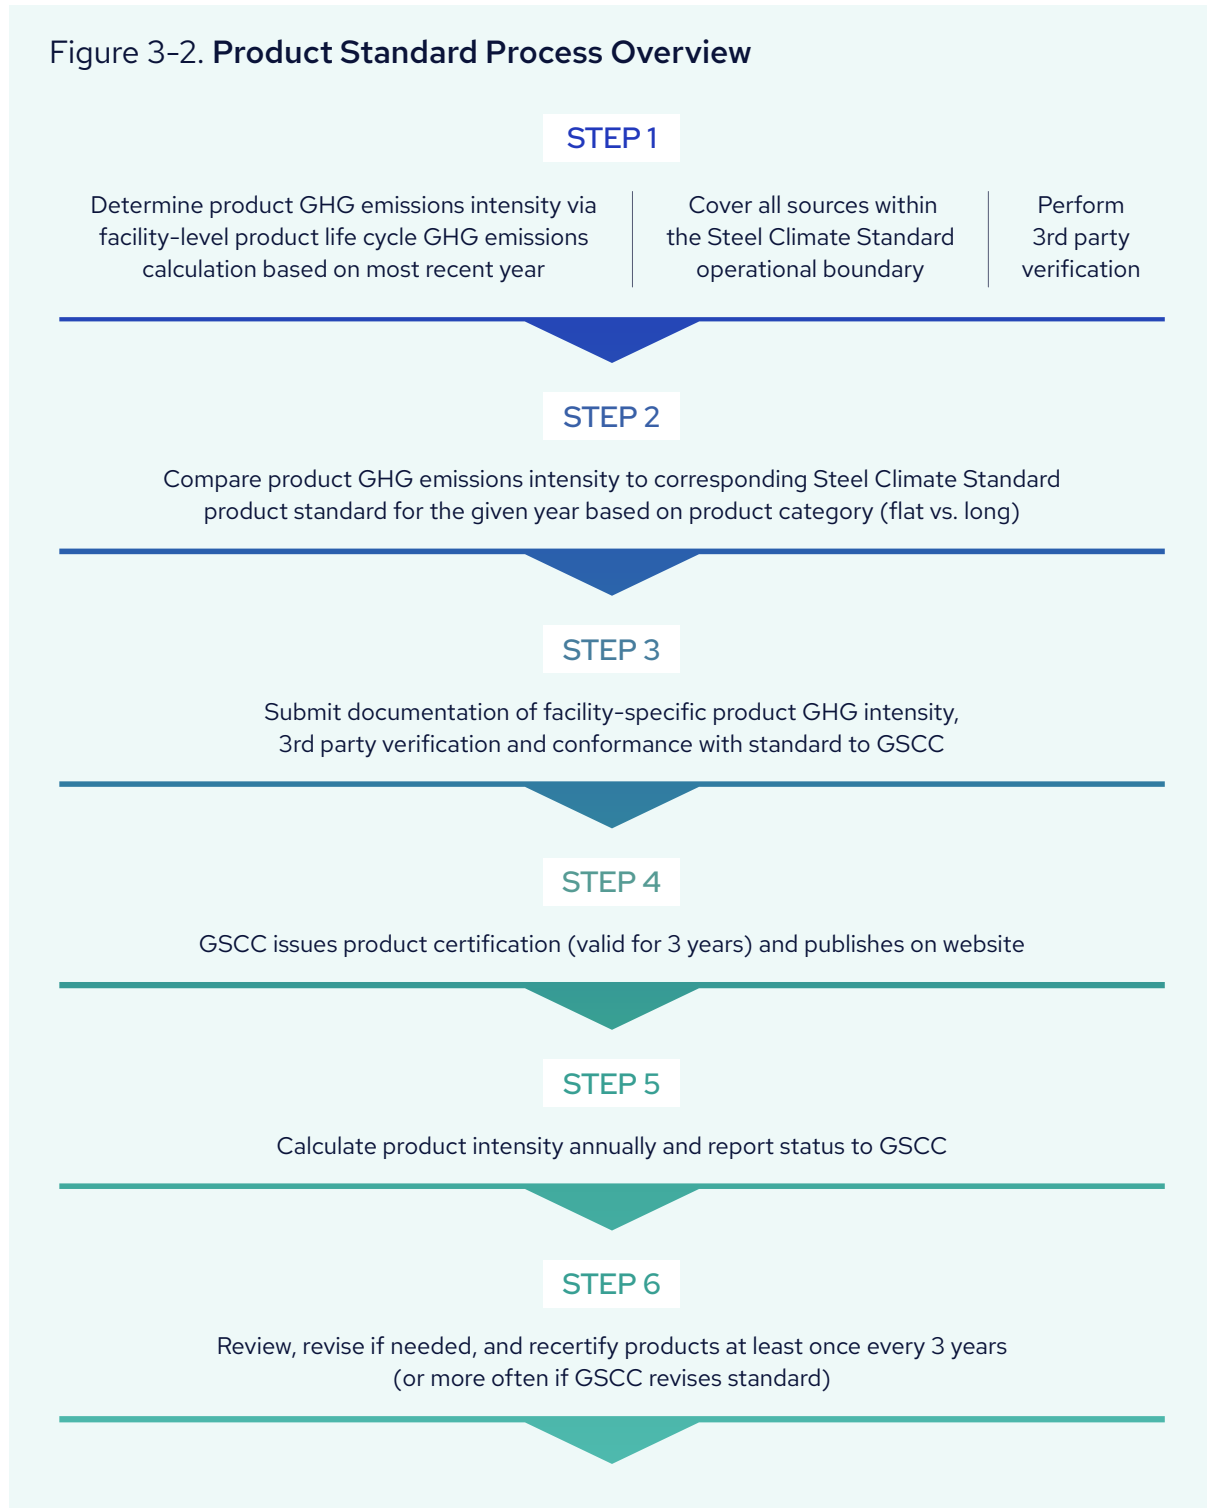 Figure 3-2. Product Standard Process Overview
STEP 1
Determine product GHG emissions intensity via
facility-level product life cycle GHG emissions
calculation based on most recent year
Cover all sources within
the Steel Climate Standard
operational boundary
Perform
3rd party
verification
STEP 2
Compare product GHG emissions intensity to corresponding Steel Climate Standard
product standard for the given year based on product category (flat vs. long)
STEP 3
Submit documentation of facility-specific product GHG intensity,
3rd party verification and conformance with standard to GSCC
STEP 4
GSCC issues product certification (valid for 3 years) and publishes on website
STEP 5
Calculate product intensity annually and report status to GSCC
STEP 6
Review, revise if needed, and recertify products at least once every 3 years
(or more often if GSCC revises standard)